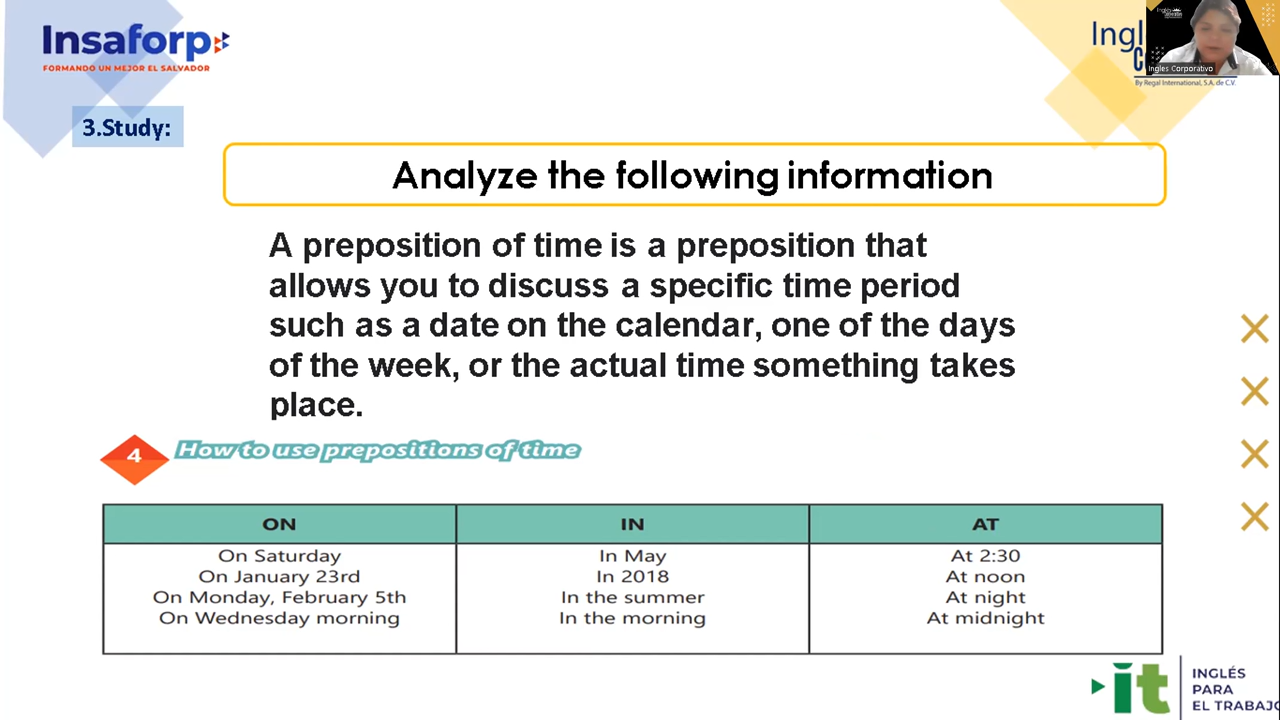 Insaforp
FORMANDO UN MEJOR EL SALVADOR
Ingl
C
Ingles Corporativo
By Regal International, S.A. de C.V.
3.Study:
Analyze the following information
A preposition of time is a preposition that
allows you to discuss a specific time period
such as a date on the calendar, one of the days
of the week, or the actual time something takes
place.
4
How to use prepositions of time
ON IN AT
On Saturday In May At 2:30
On January 23rd In 2018 At noon
On Monday, February 5th In the summer At night
On Wednesday morning In the morning At midnight
it
INGLÉS
PARA
EL TRABAJO